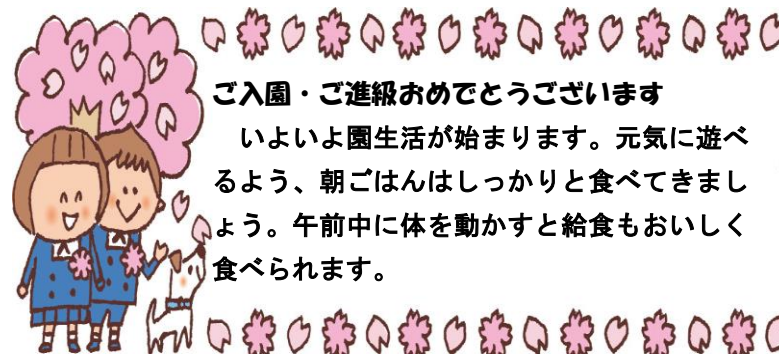 ご入園・ご進級おめでとうございます
　いよいよ園生活が始まります。元気に遊べ
るよう、朝ごはんはしっかりと食べてきまし
ょう。午前中に体を動かすと給食もおいしく
食べられます。